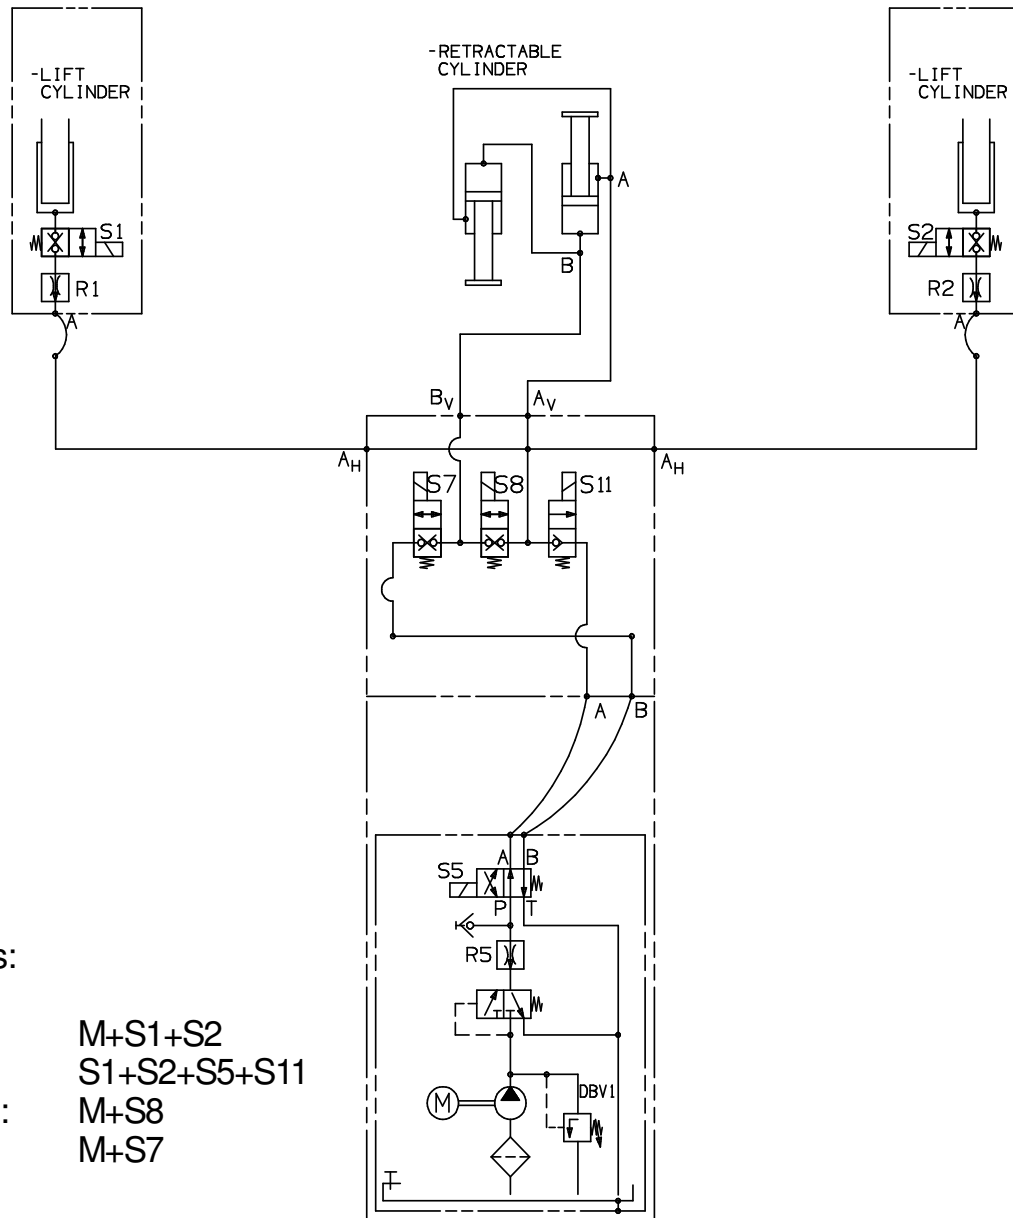 -LIFT
CYLINDER
-RETRACTABLE
CYLINDER
-LIFT
CYLINDER
A
S1
S2
B
R1
R2
A
A
BV
AV
AH
AH
S7
S8
S11
A
B
A
B
S5
P
T
R5
s:
M+S1+S2
S1+S2+S5+S11
:
M+S8
M+S7
DBV1
M